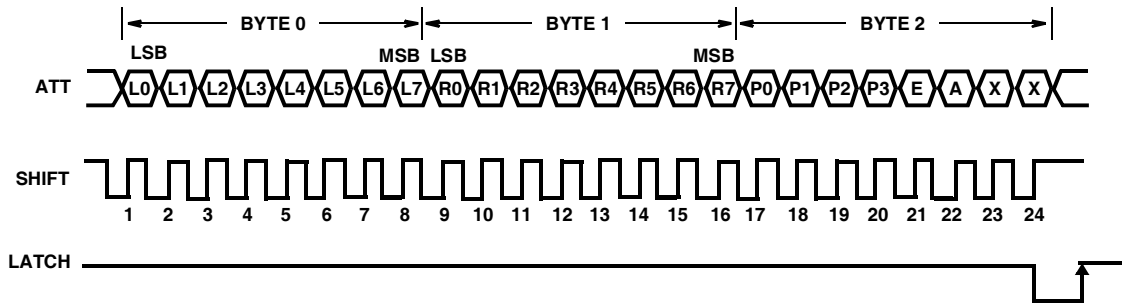 BYTE 0 BYTE 1 BYTE 2
LSB MSB LSB MSB
ATT L0 L1 L2 L3 L4 L5 L6 L7 R0 R1 R2 R3 R4 R5 R6 R7 P0 P1 P2 P3 E A X X
SHIFT
1 2 3 4 5 6 7 8 9 10 11 12 13 14 15 16 17 18 19 20 21 22 23 24
LATCH